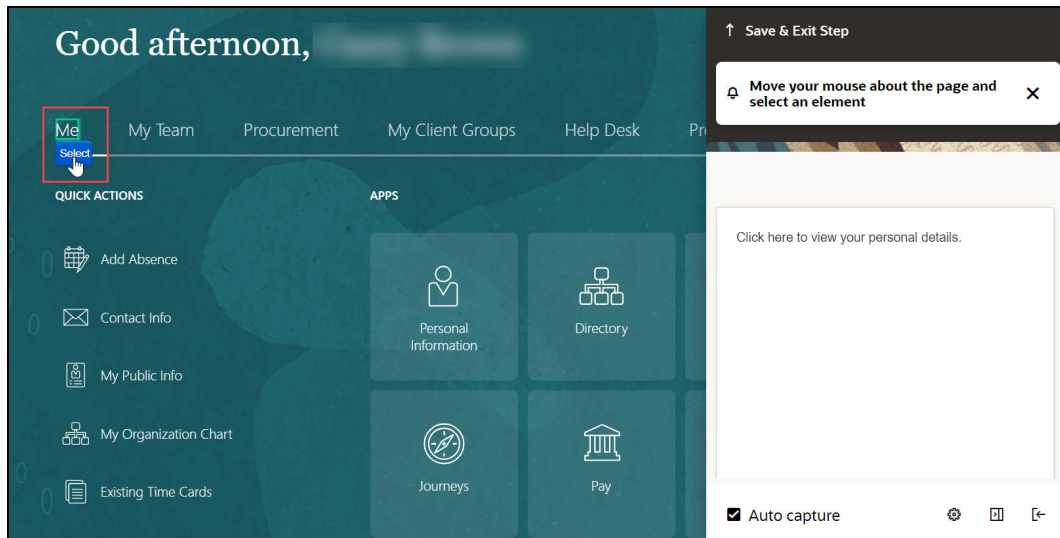 Good afternoon,
Me
My Team
Procurement
My Client Groups
Help Desk
Pr
Select
QUICK ACTIONS
Add Absence
Contact Info
My Public Info
My Organization Chart
Existing Time Cards
APPS
Personal
Information
Directory
Journeys
Pay
Save & Exit Step
Move your mouse about the page and
select an element
Click here to view your personal details.
Auto capture